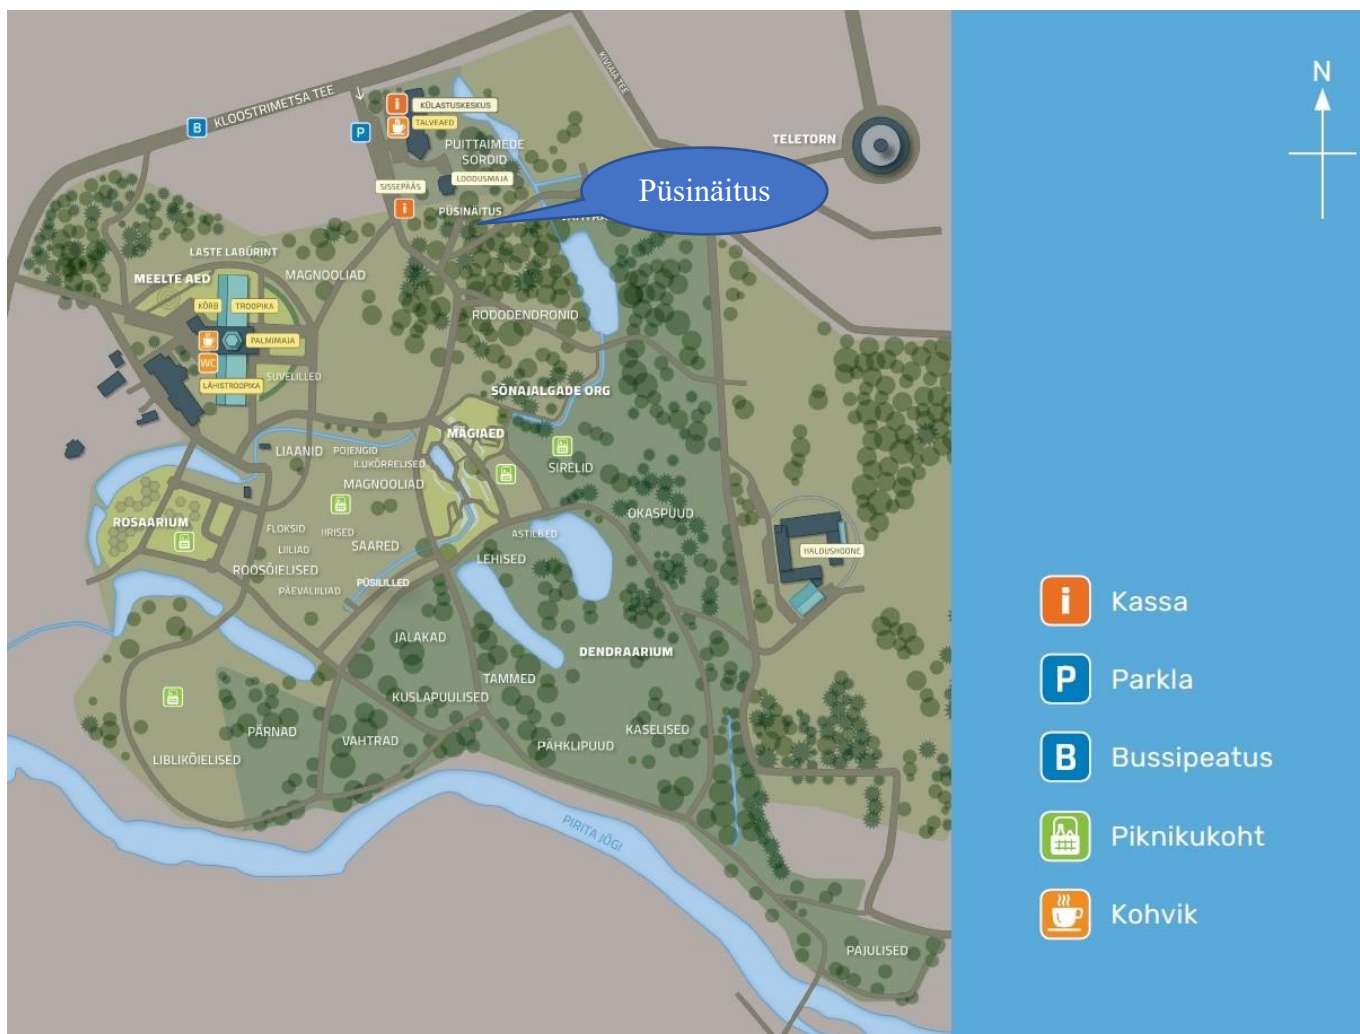 N
KIVIAIA TEE
KLOOSTRIMETSA TEE
i
KÜLASTUSKESKUS
B
P
TALVEAED
TELETORN
PUITTAIMEDE
SORDID
SISSEPÄÄS
LOODUSMAJA
Püsinäitus
i
PÜSINÄITUS
LASTE LABÜRINT
MEELTE AED
MAGNOOLIAD
KÕRB
TROOPIKA
RODODENDRONID
PALMIMAJA
WC
SUVELILLED
LÄHISTROOPIKA
SÕNAJALGADE ORG
MÄGIAED
LIAANID
POJENGID
ILUKÕRRELISED
SIRELID
MAGNOOLIAD
ROSAARIUM
OKASPUUD
FLOKSID
IIRISED
ASTILBED
LIILIAD
SAARED
HALDUSHOONE
LEHISED
ROOSÕIELISED
PÜSILILLED
PÄEVALIILIAD
i Kassa
JALAKAD
DENDRAARIUM
TAMMED
P Parkla
KUSLAPUULISED
PÄRNAD
VAHTRAD
KASELISED
PÄHKLIPUUD
LIBLIKÕIELISED
B Bussipeatus
PIRITA JÕGI
Piknikukoht
Kohvik
PAJULISED